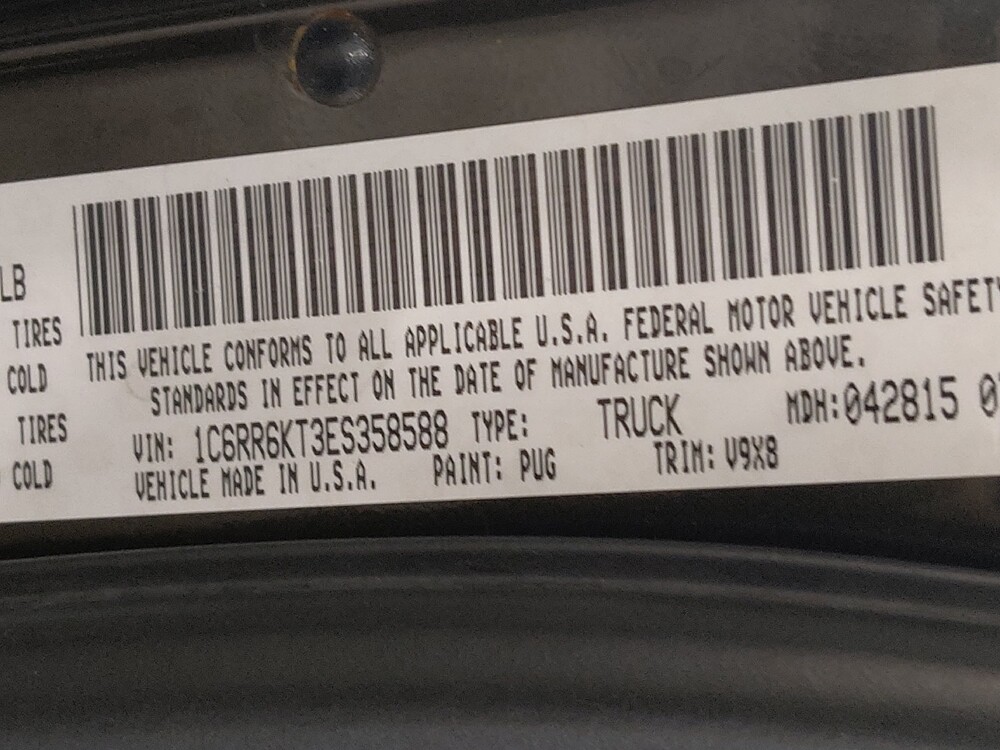 LB
TIRES
COLD
TIRES
COLD
THIS VEHICLE CONFORMS TO ALL APPLICABLE U.S.A. FEDERAL MOTOR VEHICLE SAFETY
STANDARDS IN EFFECT ON THE DATE OF MANUFACTURE SHOWN ABOVE.
VIN: 1C6RR6KT3ES358588 TYPE: TRUCK MDH:042815 0
VEHICLE MADE IN U.S.A. PAINT: PUG TRIM: V9X8